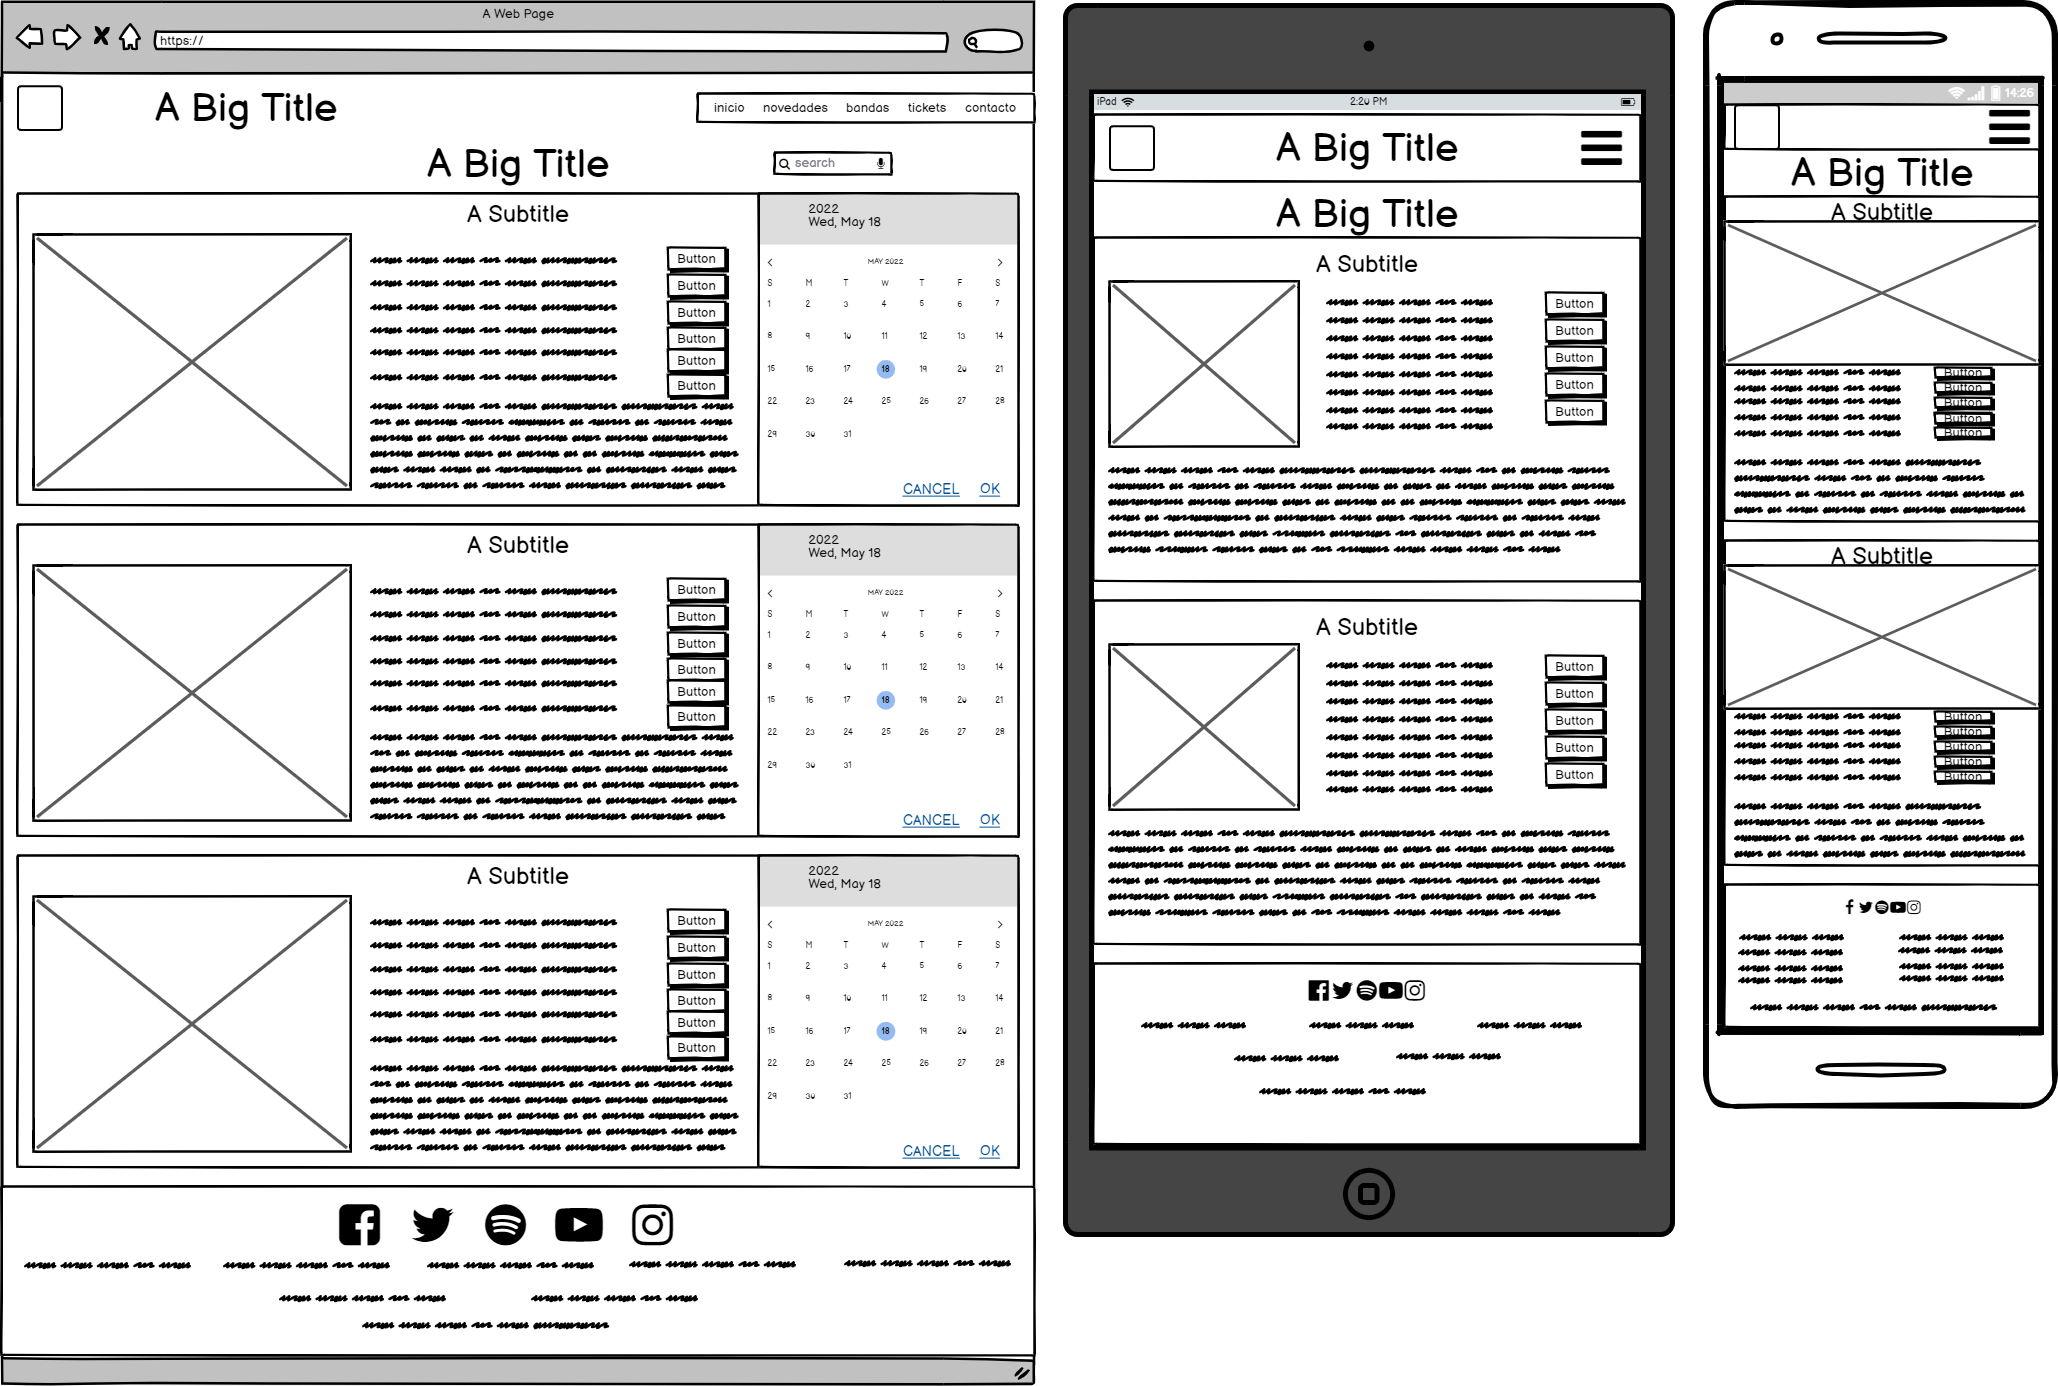 A Web Page
https://
A Big Title
inicio novedades bandas tickets contacto
A Big Title
search
A Subtitle
Button
Button
Button
Button
Button
Button
2022
Wed, May 18
MAY 2022
S M T W T F S
1 2 3 4 5 6 7
8 9 10 11 12 13 14
15 16 17 18 19 20 21
22 23 24 25 26 27 28
29 30 31
CANCEL OK
A Subtitle
Button
Button
Button
Button
Button
Button
2022
Wed, May 18
MAY 2022
S M T W T F S
1 2 3 4 5 6 7
8 9 10 11 12 13 14
15 16 17 18 19 20 21
22 23 24 25 26 27 28
29 30 31
CANCEL OK
A Subtitle
Button
Button
Button
Button
Button
Button
2022
Wed, May 18
MAY 2022
S M T W T F S
1 2 3 4 5 6 7
8 9 10 11 12 13 14
15 16 17 18 19 20 21
22 23 24 25 26 27 28
29 30 31
CANCEL OK
iPad 2:20 PM
A Big Title
A Big Title
A Subtitle
Button
Button
Button
Button
Button
A Subtitle
Button
Button
Button
Button
Button
14:26
A Big Title
A Subtitle
Button
Button
Button
Button
Button
A Subtitle
Button
Button
Button
Button
Button